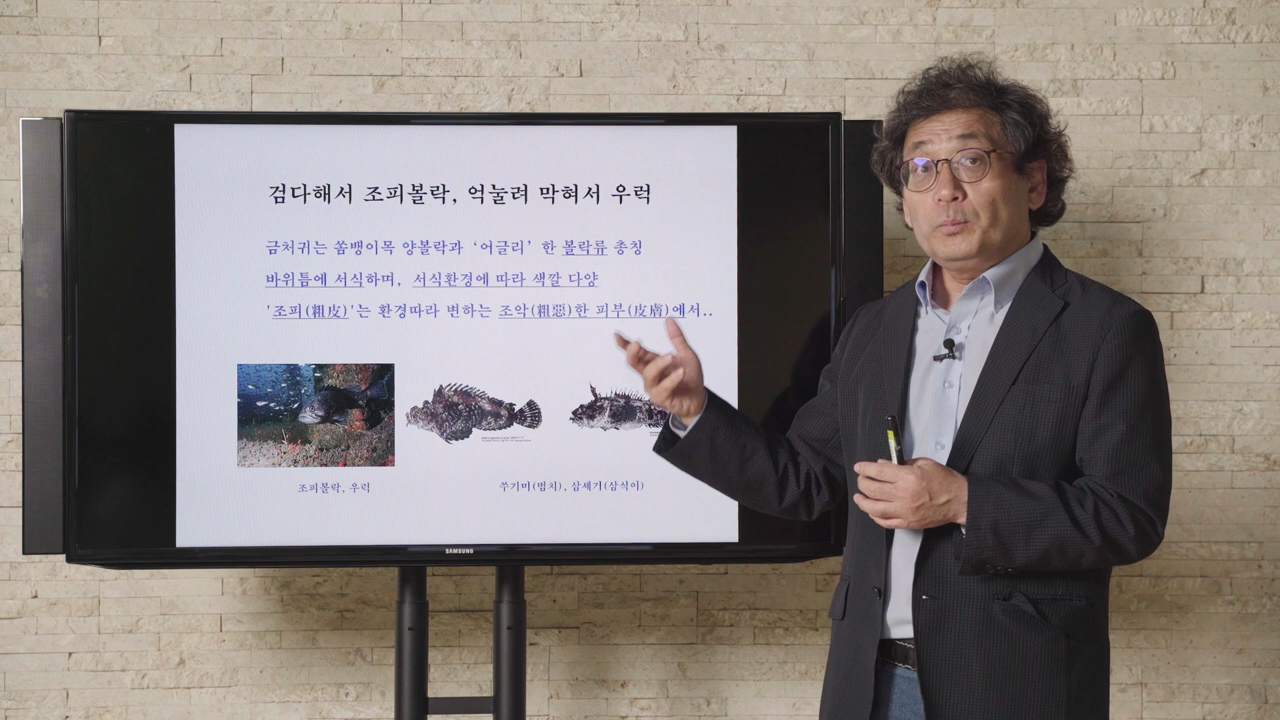 검다해서 조피볼락, 억눌려 막혀서 우럭
금처귀는 쏨뱅이목 양볼락과 ‘어글리’ 한 볼락류 총칭
바위틈에 서식하며, 서식환경에 따라 색깔 다양
'조피(粗皮)'는 환경따라 변하는 조악(粗惡)한 피부(皮膚)에서..
조피볼락, 우럭
쑤기미(범치), 삼세기(삼식이)
SAMSUNG